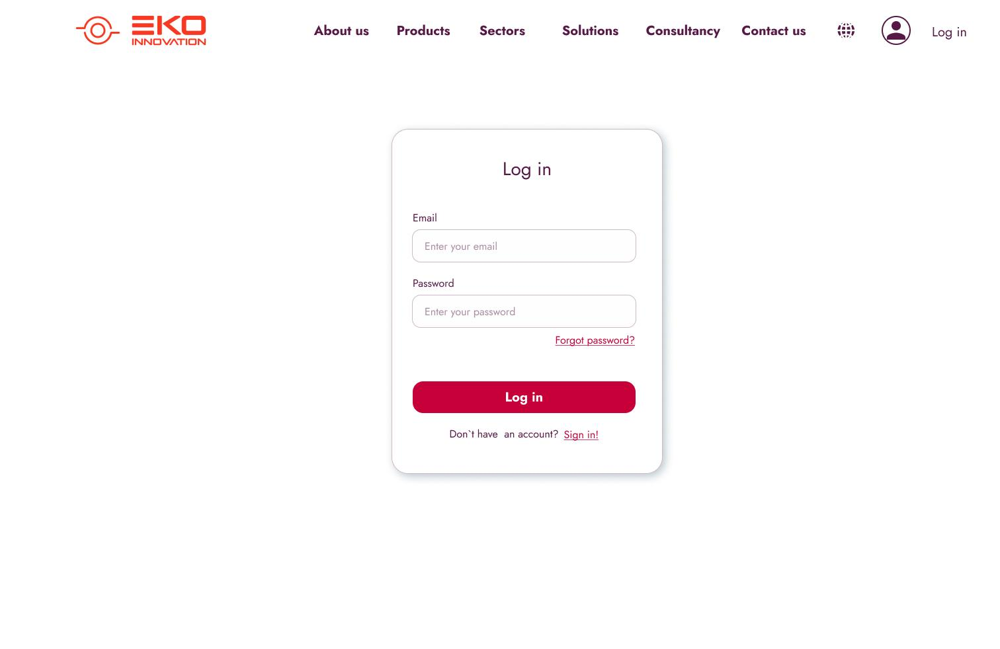 EKO
INNOVATION
About us Products Sectors Solutions Consultancy Contact us Log in
Log in
Email
Enter your email
Password
Enter your password
Forgot password?
Log in
Don`t have  an account? Sign in!